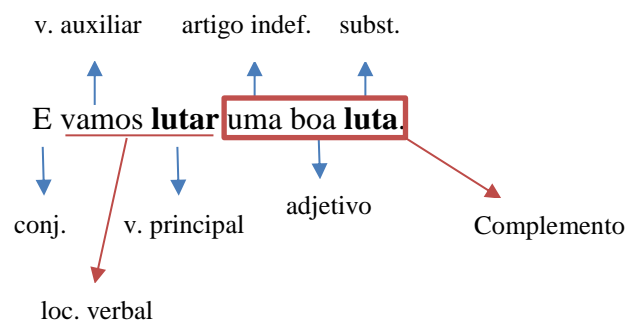 v. auxiliar artigo indef. subst.
E vamos lutar uma boa luta.
conj. v. principal adjetivo Complemento
loc. verbal